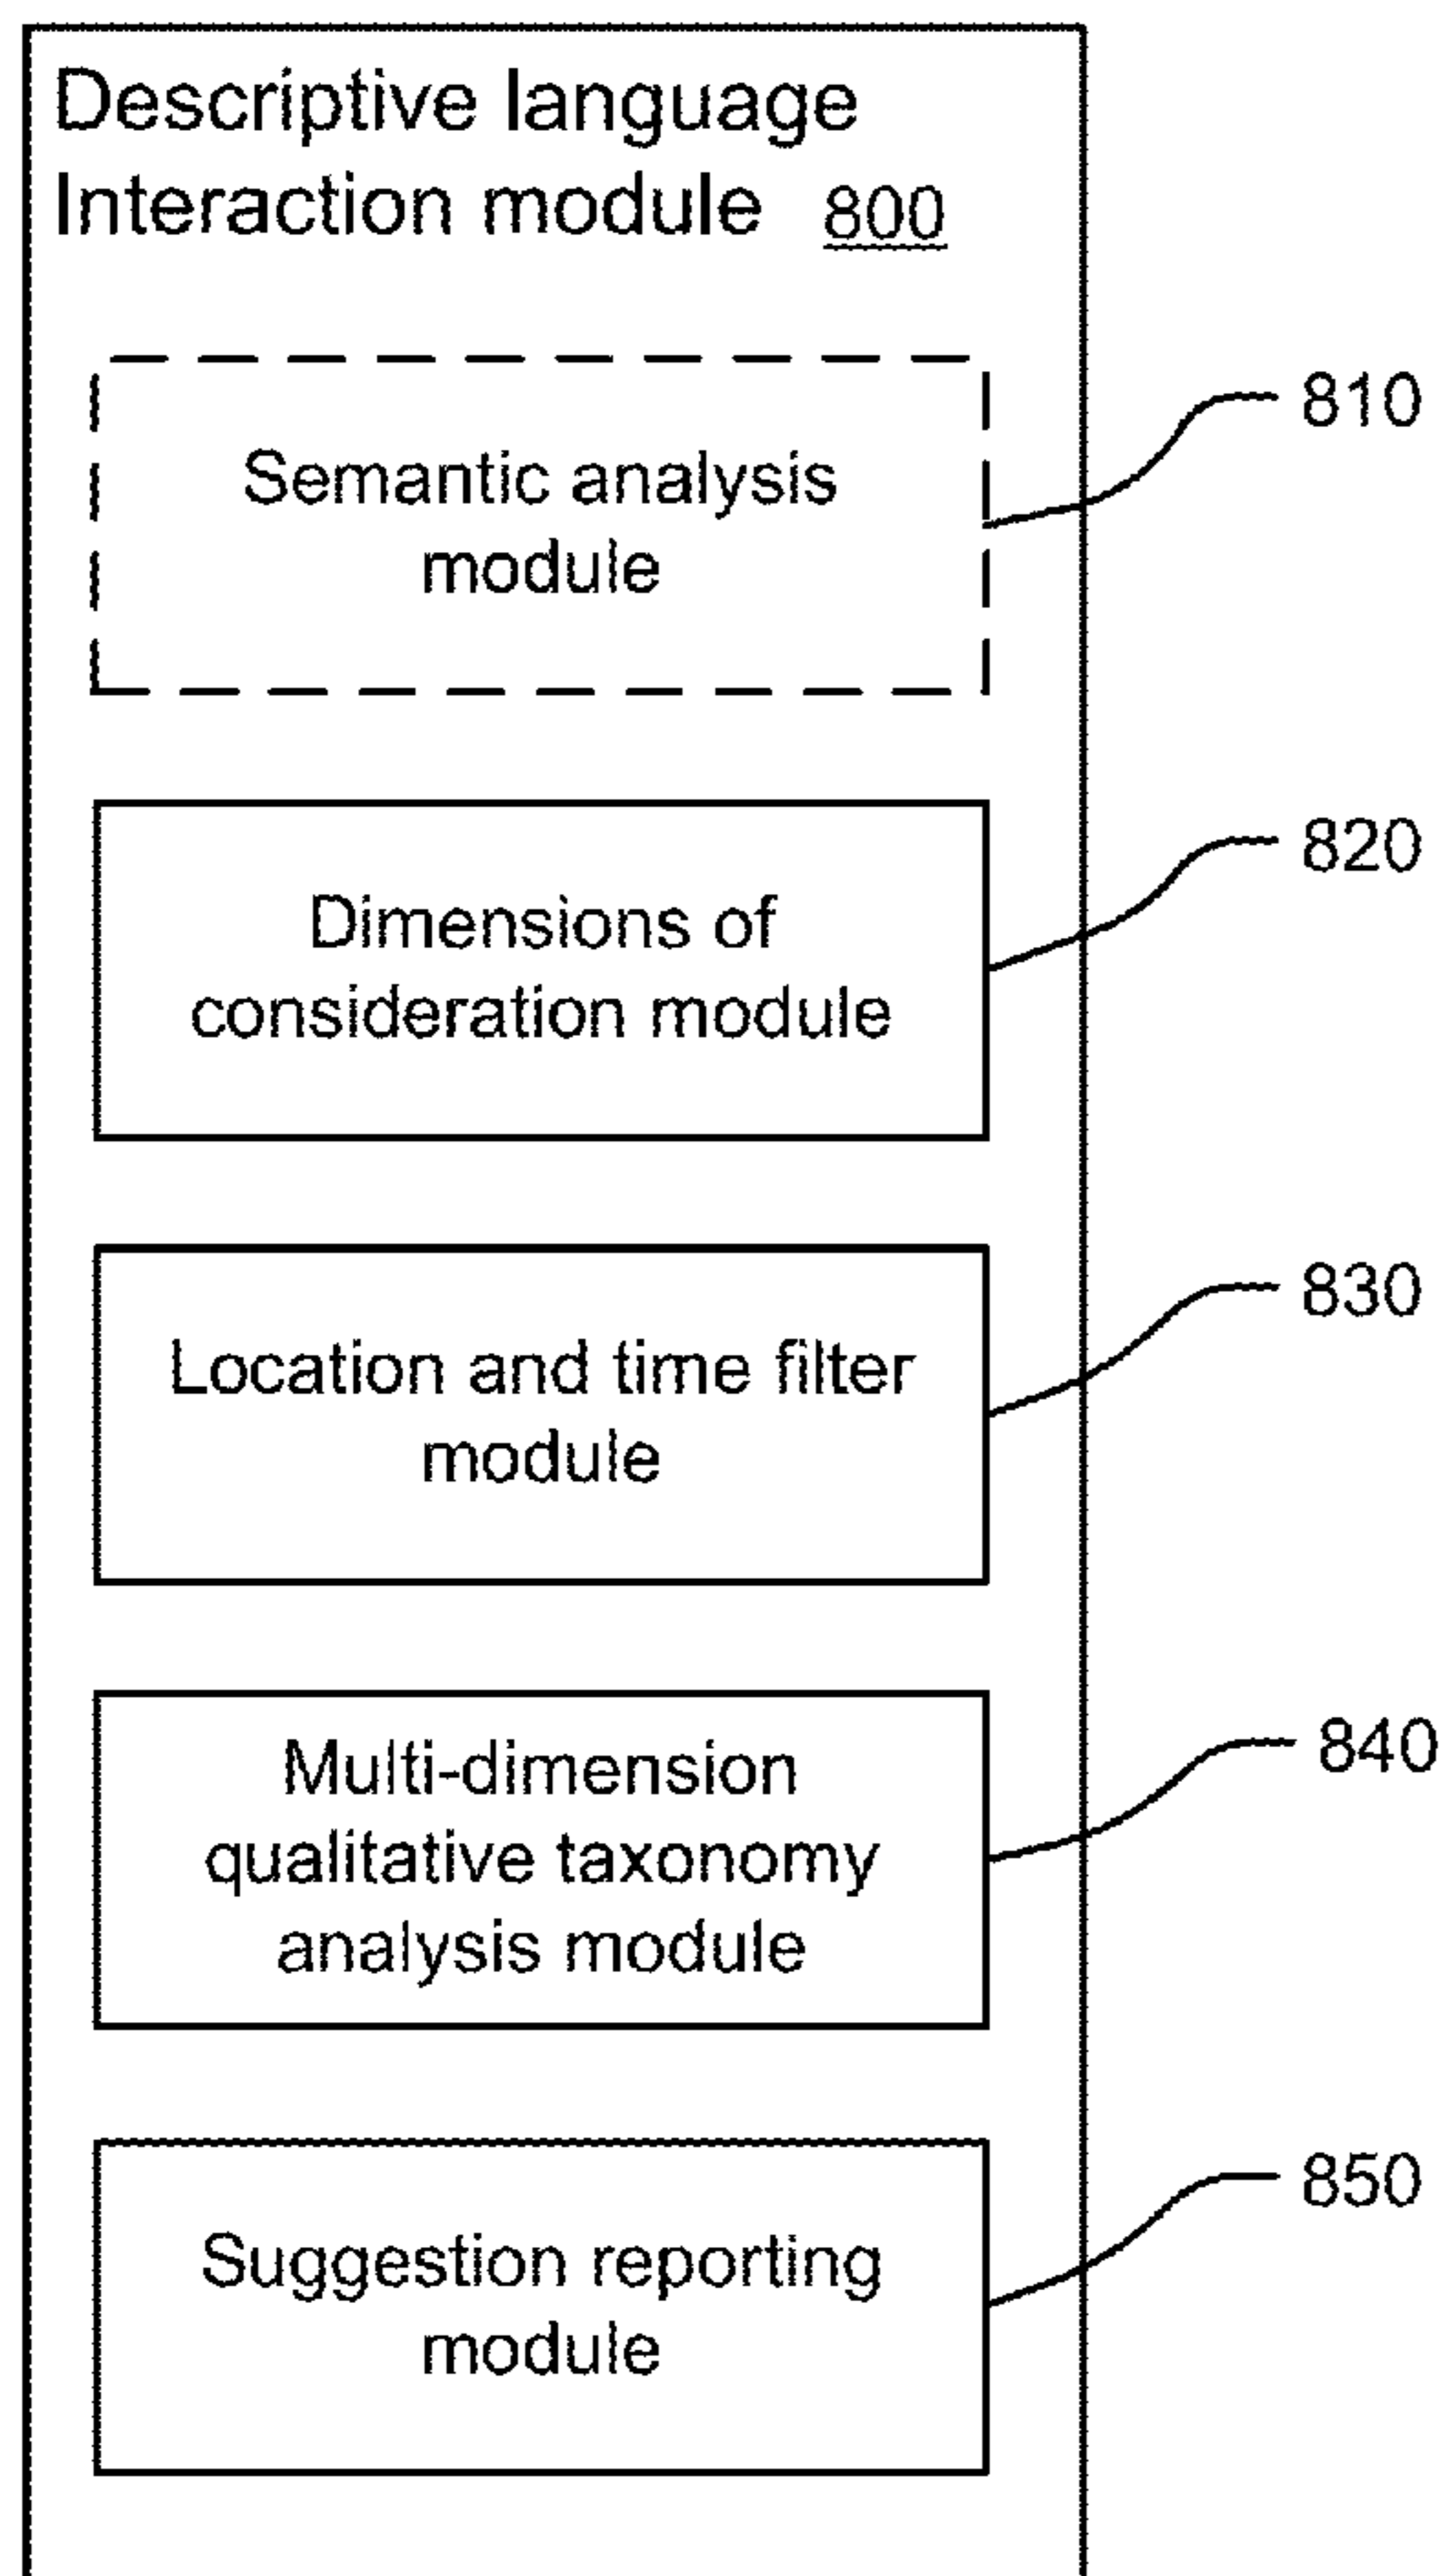 Descriptive language
Interaction module 800
Semantic analysis
module
810
Dimensions of
consideration module
820
Location and time filter
module
830
Multi-dimension
qualitative taxonomy
analysis module
840
Suggestion reporting
module
850